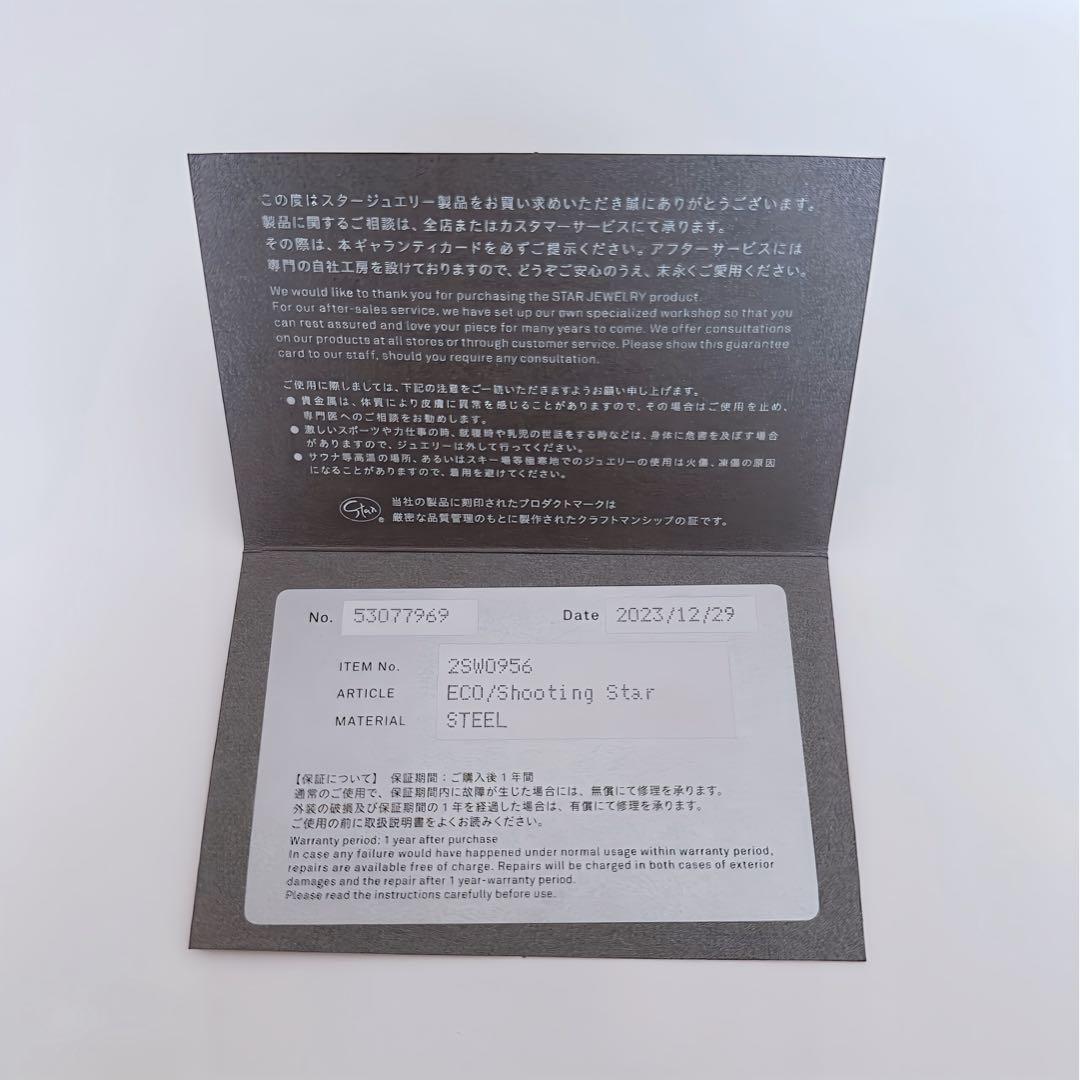 この度はスタージュエリー製品をお買い求めいただき誠にありがとうございます。
製品に関するご相談は、全店またはカスタマーサービスにて承ります。
その際は、本ギャランティカードを必ずご提示ください。アフターサービスには
専門の自社工房を設けておりますので、どうぞご安心のうえ、末永くご愛用ください。
We would like to thank you for purchasing the STAR JEWELRY product.
For our after-sales service, we have set up our own specialized workshop so that you
can rest assured and love your piece for many years to come. We offer consultations
on our products at all stores or through customer service. Please show this guarantee
card to our staff, should you require any consultation.
ご使用に際しましては、下記の注意をご一読いただきますようお願い申し上げます。
● 貴金属は、体質により皮膚に異常を感じることがありますので、その場合はご使用を止め、
専門医へのご相談をお勧めします。
● 激しいスポーツや力仕事の時、就寝時や乳児の世話をする時などは、身体に危害を及ぼす場合
がありますので、ジュエリーは外して行ってください。
● サウナ等高温の場所、あるいはスキー場等極寒地でのジュエリーの使用は火傷、凍傷の原因
になることがありますので、着用を避けてください。
Star ® 当社の製品に刻印されたプロダクトマークは
厳密な品質管理のもとに製作されたクラフトマンシップの証です。
No. 53077969 Date 2023/12/29
ITEM No. 2SW0956
ARTICLE ECO/Shooting Star
MATERIAL STEEL
【保証について】 保証期間：ご購入後1年間
通常のご使用で、保証期間内に故障が生じた場合には、無償にて修理を承ります。
外装の破損及び保証期間の1年を経過した場合は、有償にて修理を承ります。
ご使用の前に取扱説明書をよくお読みください。
Warranty period: 1 year after purchase
In case any failure would have happened under normal usage within warranty period,
repairs are available free of charge. Repairs will be charged in both cases of exterior
damages and the repair after 1 year-warranty period.
Please read the instructions carefully before use.